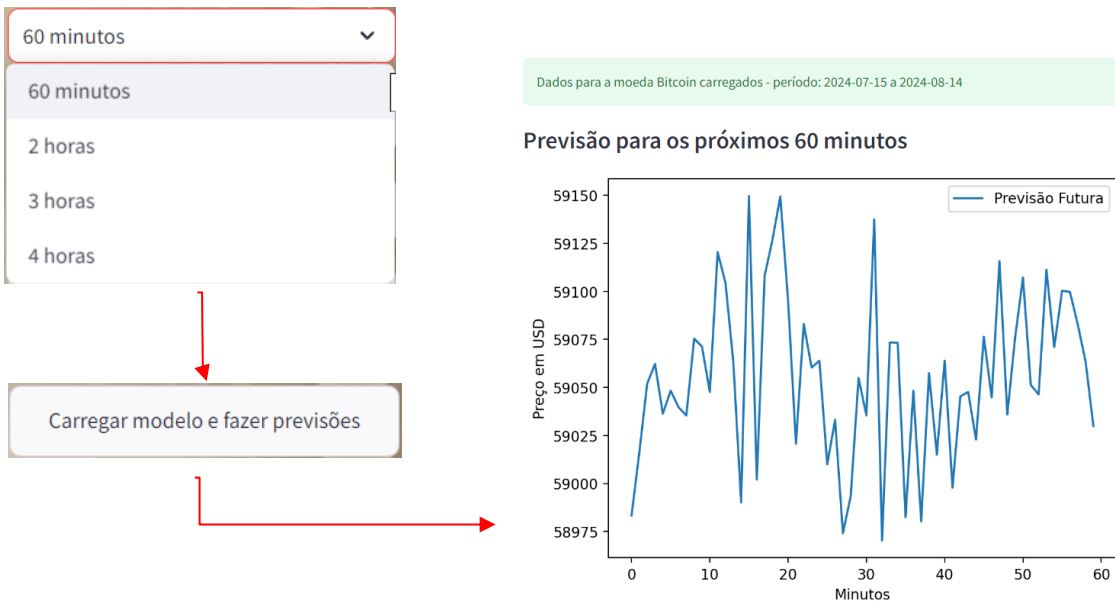 60 minutos
60 minutos
2 horas
3 horas
4 horas
Carregar modelo e fazer previsões
Dados para a moeda Bitcoin carregados - período: 2024-07-15 a 2024-08-14
Previsão para os próximos 60 minutos
Previsão Futura
Preço em USD
59150
59125
59100
59075
59050
59025
59000
58975
0 10 20 30 40 50 60
Minutos